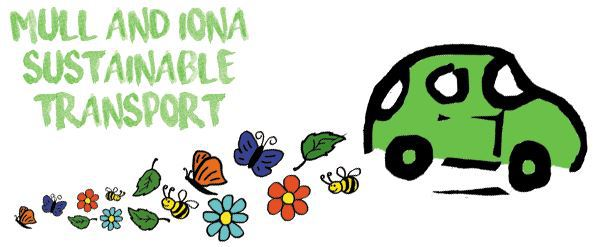 MULL AND IONA
SUSTAINABLE
TRANSPORT